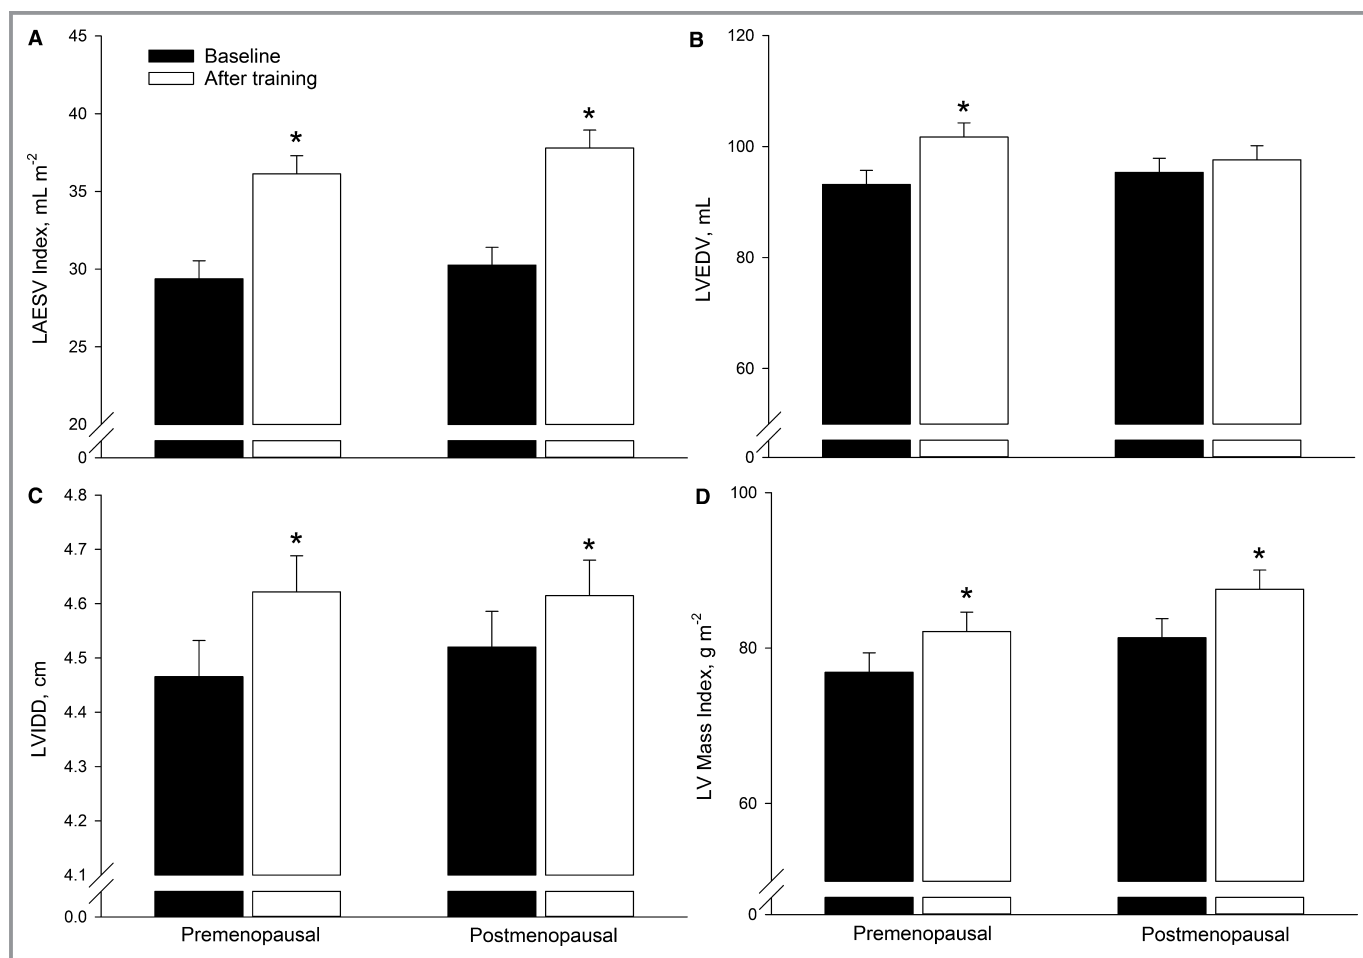 A
45
40
35
30
25
20
0
LAESV Index, mL m-2
Baseline
After training
*
*
B
120
100
80
60
0
LVEDV, mL
*
C
4.8
4.7
4.6
4.5
4.4
4.3
4.2
4.1
0.0
LVIDD, cm
*
*
Premenopausal
Postmenopausal
D
100
80
60
0
LV Mass Index, g m-2
*
*
Premenopausal
Postmenopausal